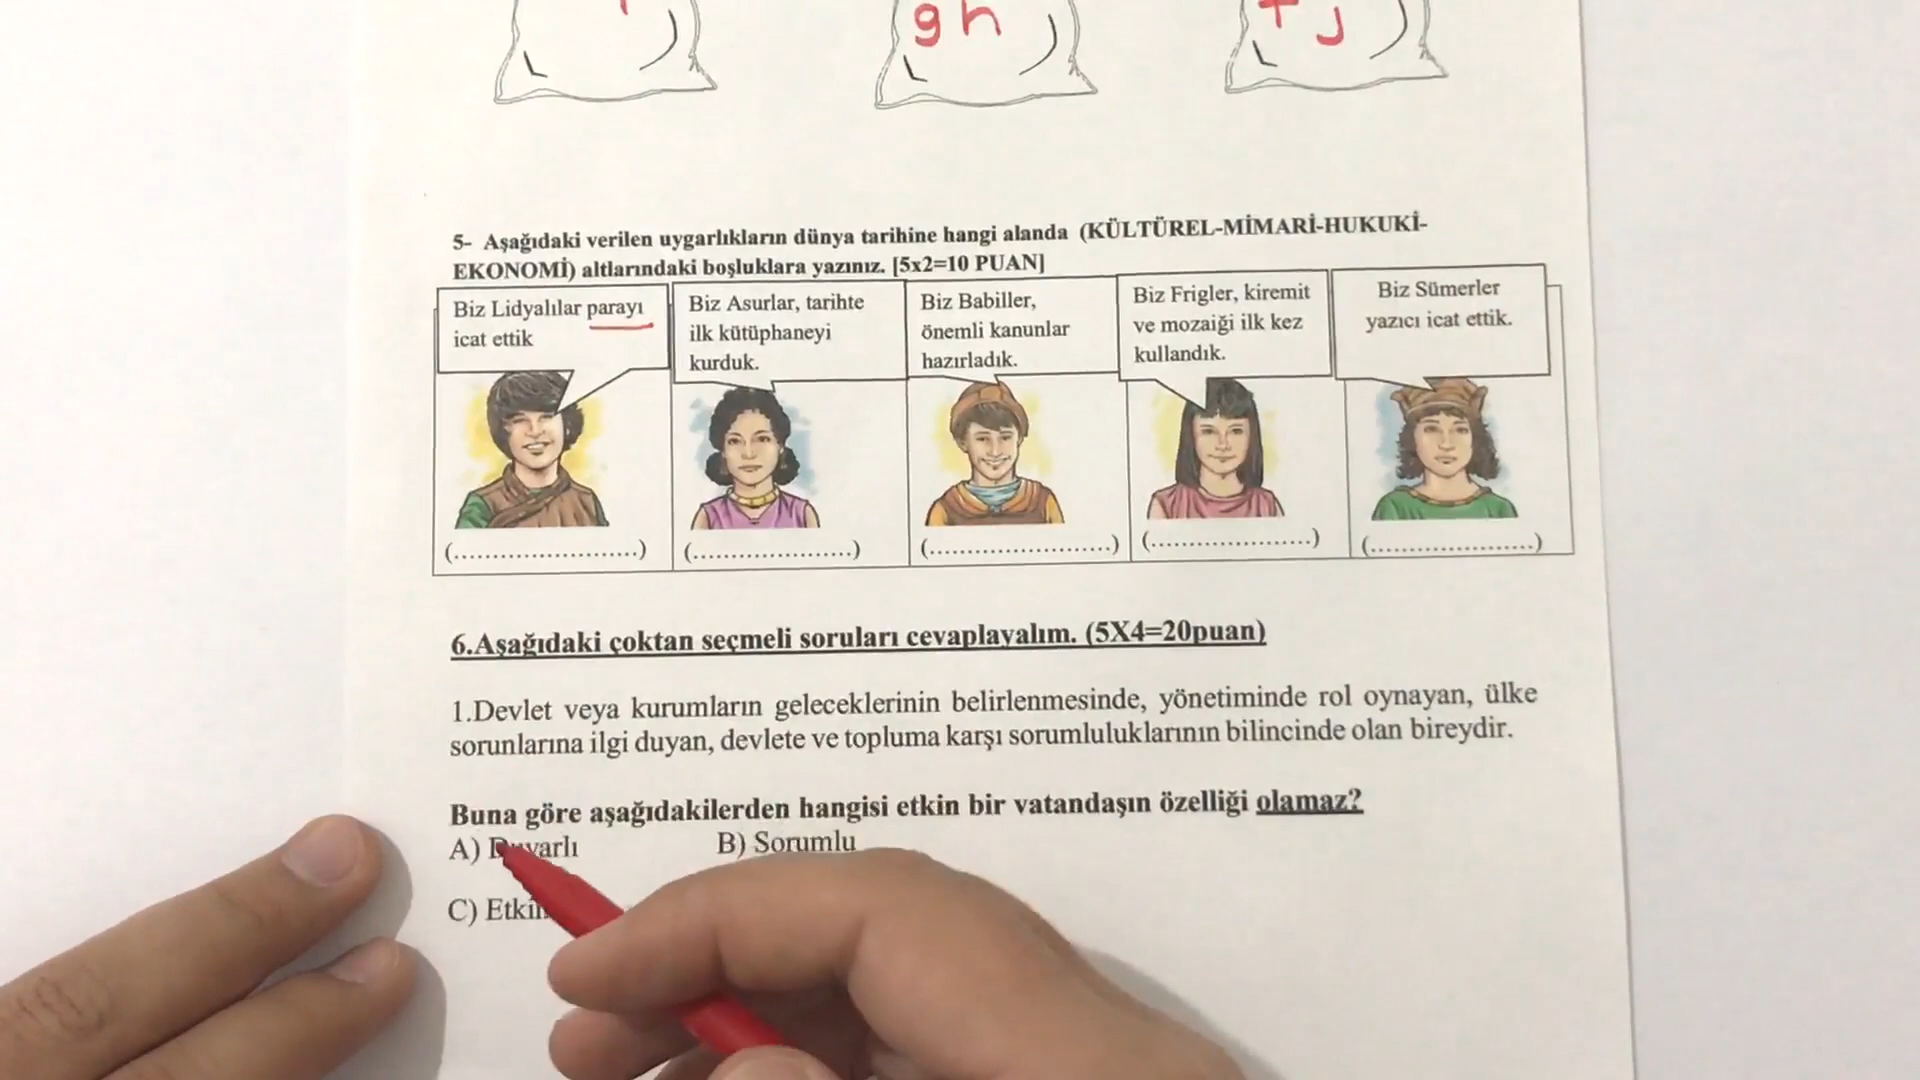 g h
j
5- Aşağıdaki verilen uygarlıkların dünya tarihine hangi alanda (KÜLTÜREL-MİMARİ-HUKUKİ-
EKONOMİ) altlarındaki boşluklara yazınız. [5x2=10 PUAN]
Biz Lidyalılar parayı
icat ettik
Biz Asurlar, tarihte
ilk kütüphaneyi
kurduk.
Biz Babiller,
önemli kanunlar
hazırladık.
Biz Frigler, kiremit
ve mozaiği ilk kez
kullandık.
Biz Sümerler
yazıcı icat ettik.
(........................)
(.....................)
(........................)
(.....................)
(.....................)
6.Aşağıdaki çoktan seçmeli soruları cevaplayalım. (5X4=20puan)
1.Devlet veya kurumların geleceklerinin belirlenmesinde, yönetiminde rol oynayan, ülke
sorunlarına ilgi duyan, devlete ve topluma karşı sorumluluklarının bilincinde olan bireydir.
Buna göre aşağıdakilerden hangisi etkin bir vatandaşın özelliği olamaz?
A) Duyarlı B) Sorumlu
C)